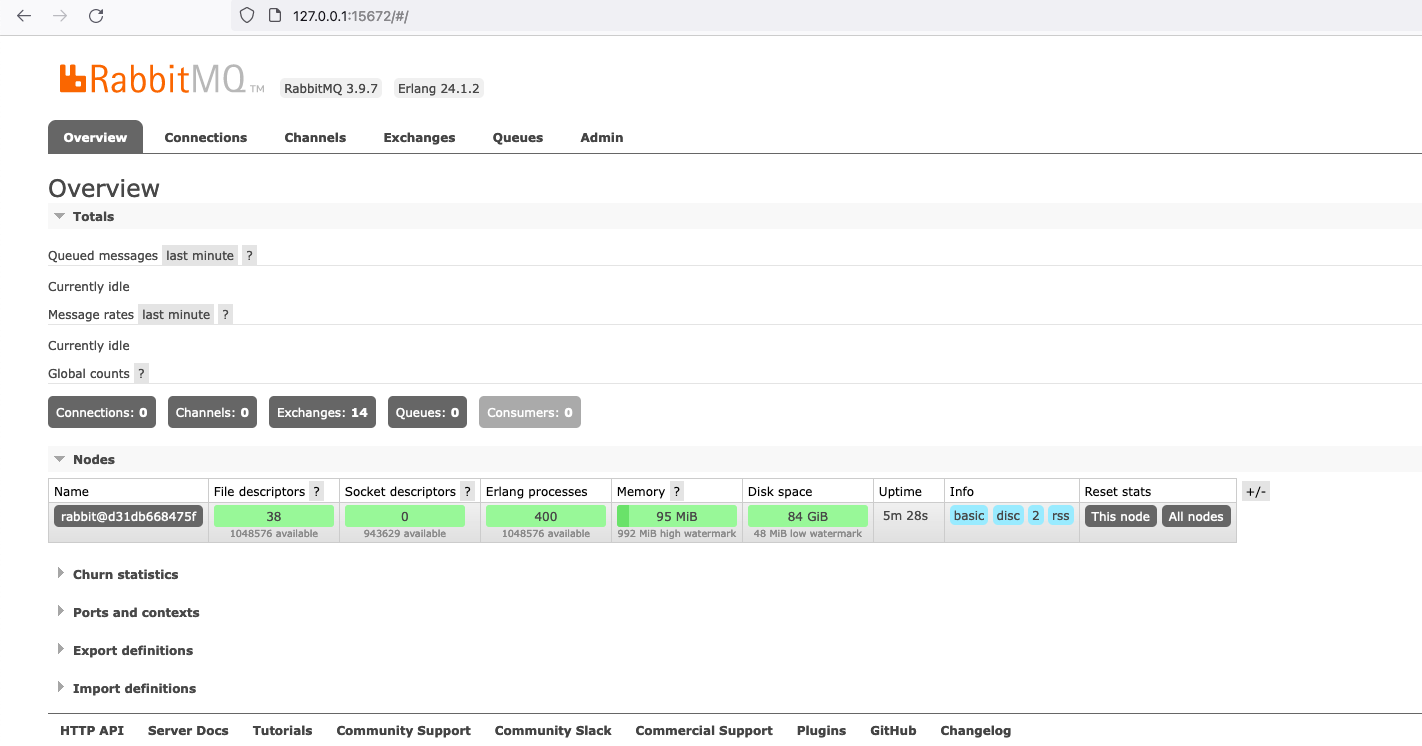 127.0.0.1:15672/#/
RabbitMQ TM RabbitMQ 3.9.7 Erlang 24.1.2
Overview Connections Channels Exchanges Queues Admin
Overview
Totals
Queued messages last minute ?
Currently idle
Message rates last minute ?
Currently idle
Global counts ?
Connections: 0 Channels: 0 Exchanges: 14 Queues: 0 Consumers: 0
Nodes
Name File descriptors ? Socket descriptors ? Erlang processes Memory ? Disk space Uptime Info Reset stats +/-
rabbit@d31db668475f 38 0 400 95 MiB 84 GiB 5m 28s basic disc 2 rss This node All nodes
1048576 available 943629 available 1048576 available 992 MiB high watermark 48 MiB low watermark
Churn statistics
Ports and contexts
Export definitions
Import definitions
HTTP API Server Docs Tutorials Community Support Community Slack Commercial Support Plugins GitHub Changelog